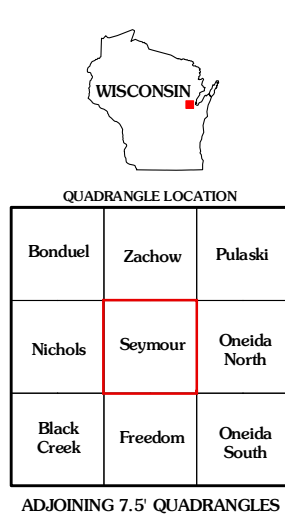 WISCONSIN
QUADRANGLE LOCATION
Bonduel
Zachow
Pulaski
Nichols
Seymour
Oneida
North
Black
Creek
Freedom
Oneida
South
ADJOINING 7.5' QUADRANGLES